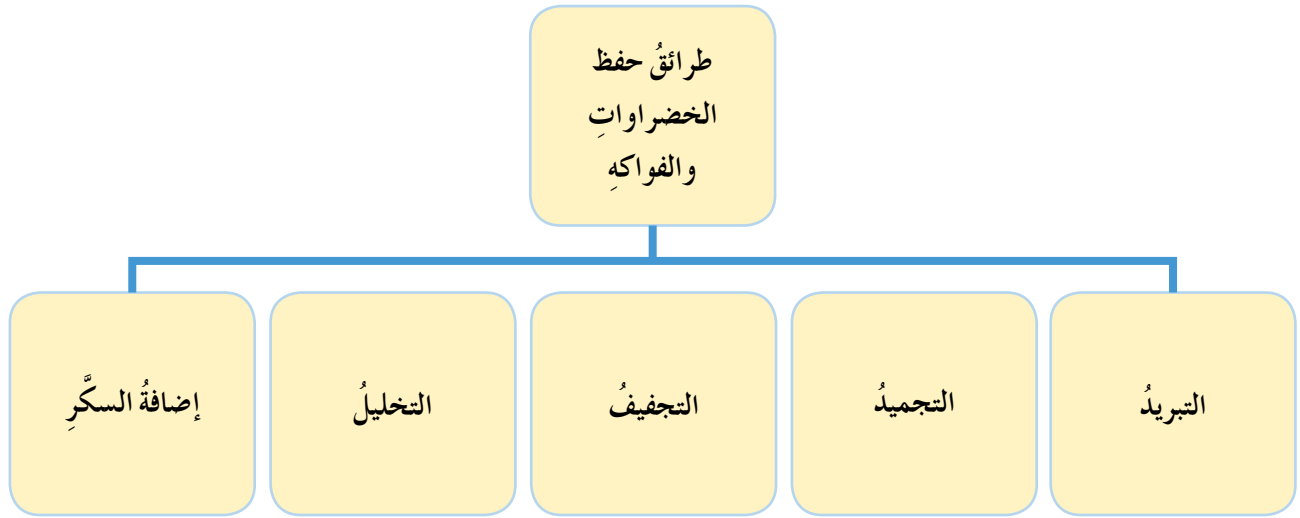 طرائقُ حفظ
الخضراواتِ
والفواكهِ
التبريدُ
التجميدُ
التجفيفُ
التخليلُ
إضافةُ السكَّرِ